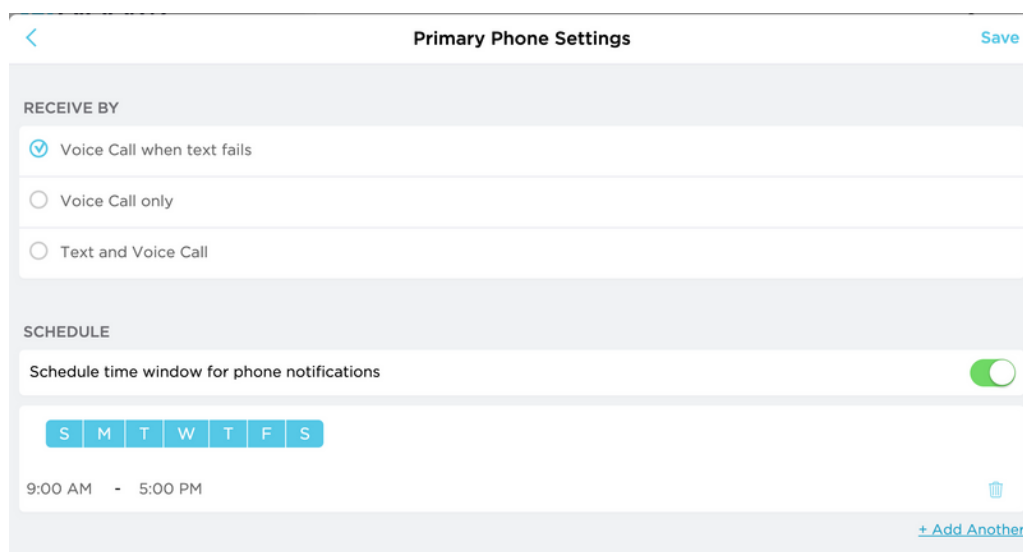 Primary Phone Settings Save
RECEIVE BY
Voice Call when text fails
Voice Call only
Text and Voice Call
SCHEDULE
Schedule time window for phone notifications
S M T W T F S
9:00 AM - 5:00 PM
+ Add Another